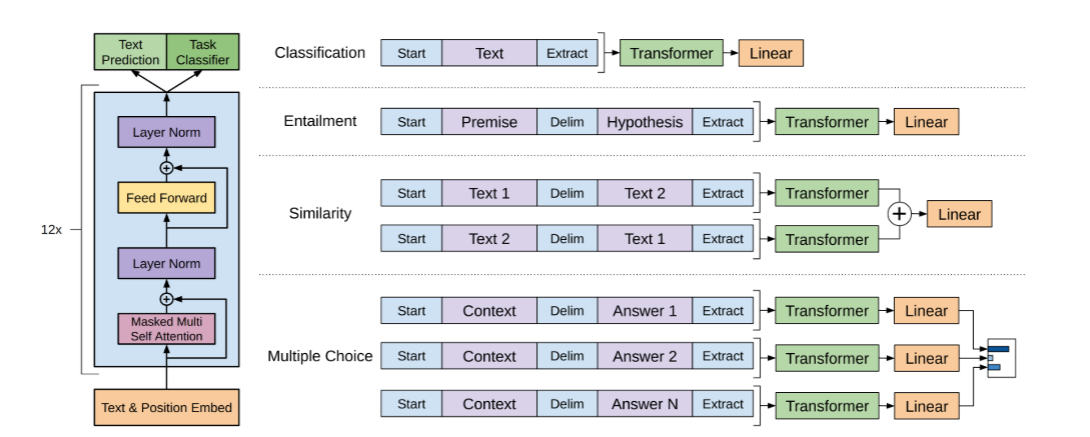 Text
Prediction
Task
Classifier
Layer Norm
Feed Forward
12x
Layer Norm
Masked Multi
Self Attention
Text & Position Embed
Classification
Start Text Extract Transformer Linear
Entailment
Start Premise Delim Hypothesis Extract Transformer Linear
Similarity
Start Text 1 Delim Text 2 Extract Transformer
Start Text 2 Delim Text 1 Extract Transformer
+ Linear
Multiple Choice
Start Context Delim Answer 1 Extract Transformer Linear
Start Context Delim Answer 2 Extract Transformer Linear
Start Context Delim Answer N Extract Transformer Linear